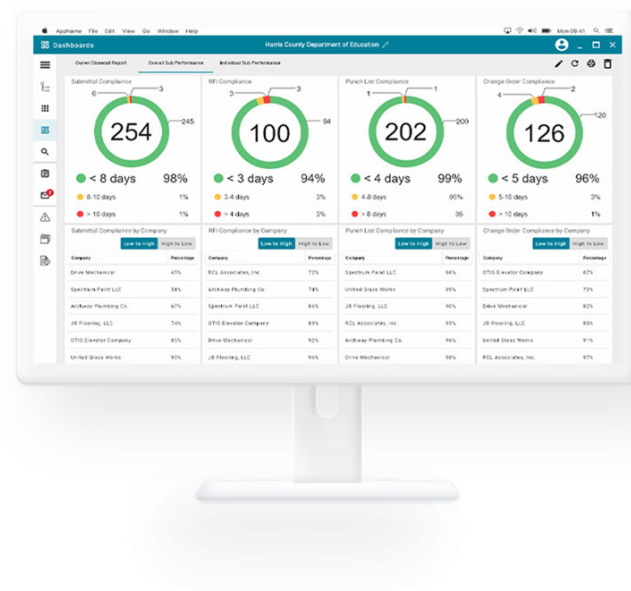 AppName File Edit View Go Window Help
Mon 09:41
Dashboards
Harris County Department of Education
Owner Closeout Report
Overall Sub Performance
Individual Sub Performance
Submittal Compliance
6
3
254
245
< 8 days 98%
8-10 days 1%
> 10 days 1%
RFI Compliance
3
3
100
94
< 3 days 94%
3-4 days 3%
> 4 days 3%
Punch List Compliance
1
1
202
200
< 4 days 99%
4-8 days
> 8 days
Change Order Compliance
4
2
126
120
< 5 days 96%
5-10 days 3%
> 10 days 1%
Submittal Compliance by Company
Low to High High to Low
Company Percentage
Drive Mechanical 45%
Spectrum Paint LLC
Archway Plumbing Co. 67%
JB Flooring, LLC 74%
OTIS Elevator Company 85%
United Glass Works
RFI Compliance by Company
Low to High High to Low
Company Percentage
RCL Associates, Inc. 72%
Archway Plumbing Co. 74%
Spectrum Paint LLC 86%
OTIS Elevator Company 89%
Drive Mechanical 92%
JB Flooring, LLC 96%
Punch List Compliance by Company
Low to High High to Low
Company Percentage
Spectrum Paint LLC 86%
United Glass Works 89%
JB Flooring, LLC 90%
RCL Associates, Inc. 95%
Archway Plumbing Co. 96%
Drive Mechanical 98%
Change Order Compliance by Company
Low to High High to Low
Company Percentage
OTIS Elevator Company 67%
Spectrum Paint LLC 73%
Drive Mechanical 82%
JB Flooring, LLC 85%
United Glass Works 91%
RCL Associates, Inc. 97%